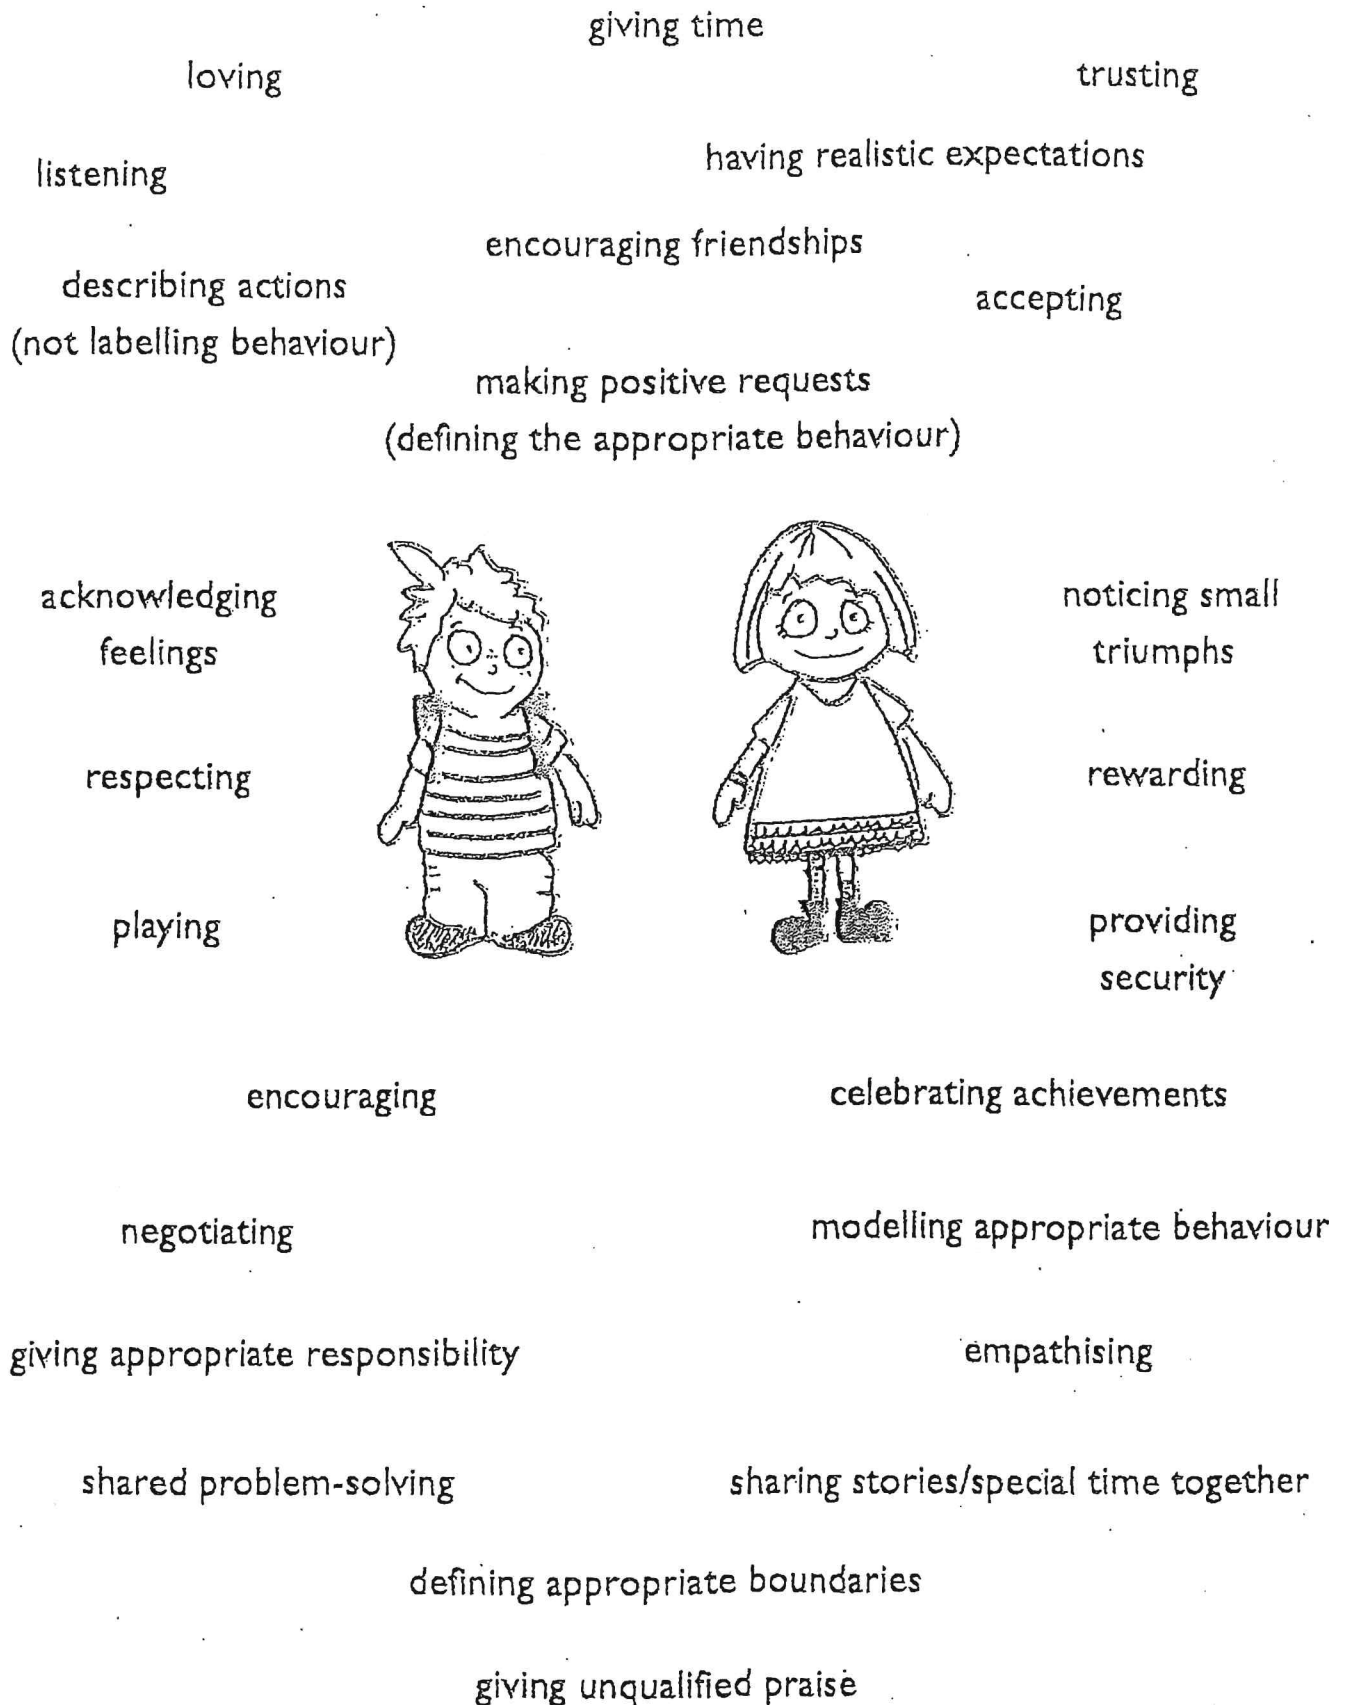 giving time
loving
trusting
having realistic expectations
listening
encouraging friendships
describing actions
(not labelling behaviour)
accepting
making positive requests
(defining the appropriate behaviour)
acknowledging
feelings
noticing small
triumphs
respecting
rewarding
playing
providing
security
encouraging
celebrating achievements
negotiating
modelling appropriate behaviour
giving appropriate responsibility
empathising
shared problem-solving
sharing stories/special time together
defining appropriate boundaries
giving unqualified praise